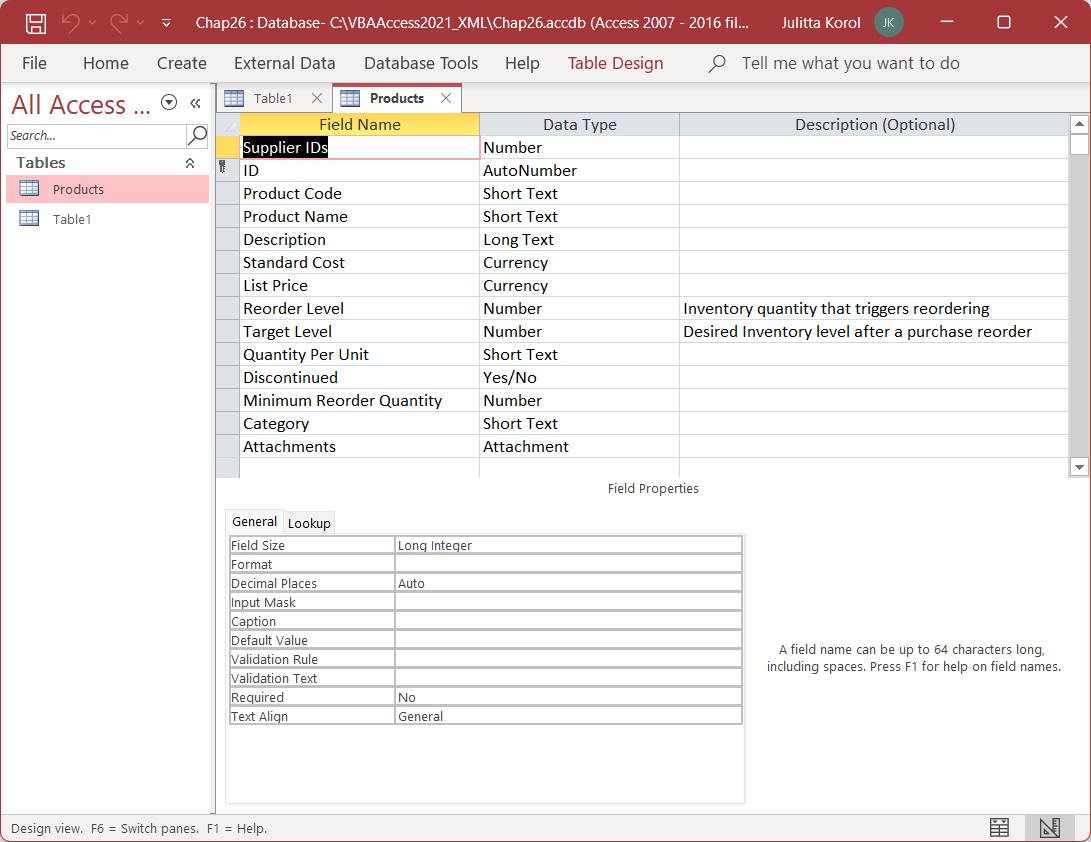 Chap26 : Database- C:\VBAAccess2021_XML\Chap26.accdb (Access 2007 - 2016 fil... Julitta Korol JK
File Home Create External Data Database Tools Help Table Design Tell me what you want to do
All Access ...
Search...
Tables
Products
Table1
Table1 Products
Field Name Data Type Description (Optional)
Supplier IDs Number
ID AutoNumber
Product Code Short Text
Product Name Short Text
Description Long Text
Standard Cost Currency
List Price Currency
Reorder Level Number Inventory quantity that triggers reordering
Target Level Number Desired Inventory level after a purchase reorder
Quantity Per Unit Short Text
Discontinued Yes/No
Minimum Reorder Quantity Number
Category Short Text
Attachments Attachment
Field Properties
General Lookup
Field Size Long Integer
Format
Decimal Places Auto
Input Mask
Caption
Default Value
Validation Rule
Validation Text
Required No
Text Align General
A field name can be up to 64 characters long,
including spaces. Press F1 for help on field names.
Design view. F6 = Switch panes. F1 = Help.